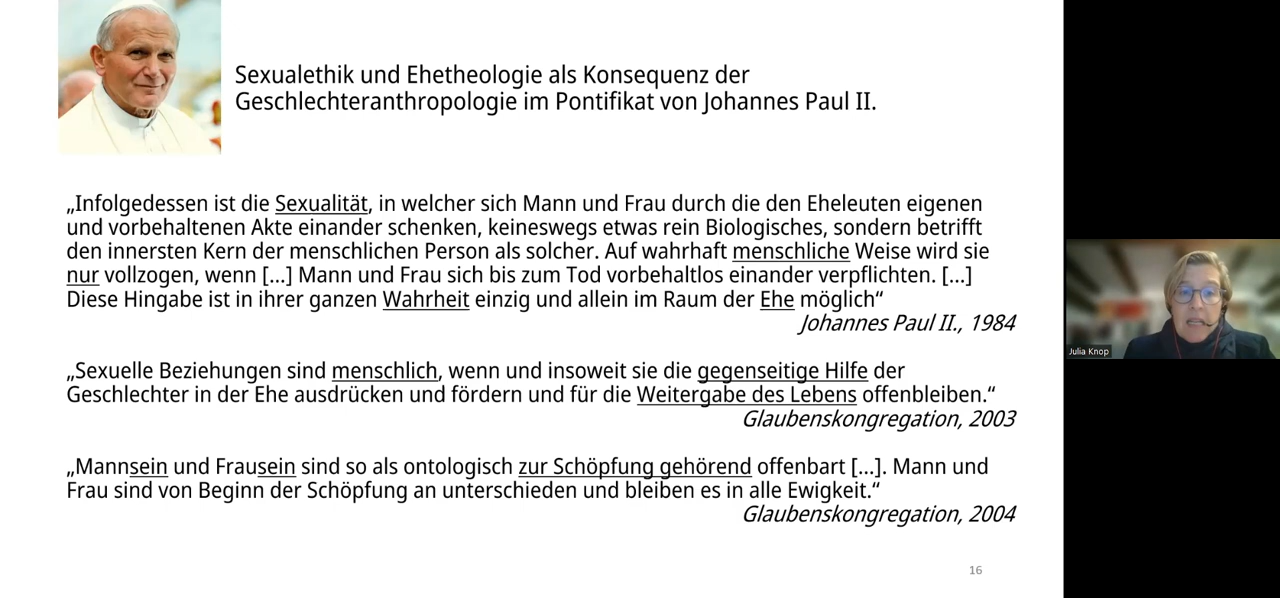 Sexualethik und Ehetheologie als Konsequenz der
Geschlechteranthropologie im Pontifikat von Johannes Paul II.
„Infolgedessen ist die Sexualität, in welcher sich Mann und Frau durch die den Eheleuten eigenen
und vorbehaltenen Akte einander schenken, keineswegs etwas rein Biologisches, sondern betrifft
den innersten Kern der menschlichen Person als solcher. Auf wahrhaft menschliche Weise wird sie
nur vollzogen, wenn [...] Mann und Frau sich bis zum Tod vorbehaltlos einander verpflichten. [...]
Diese Hingabe ist in ihrer ganzen Wahrheit einzig und allein im Raum der Ehe möglich“
Johannes Paul II., 1984
„Sexuelle Beziehungen sind menschlich, wenn und insoweit sie die gegenseitige Hilfe der
Geschlechter in der Ehe ausdrücken und fördern und für die Weitergabe des Lebens offenbleiben.“
Glaubenskongregation, 2003
„Mannsein und Frausein sind so als ontologisch zur Schöpfung gehörend offenbart [...]. Mann und
Frau sind von Beginn der Schöpfung an unterschieden und bleiben es in alle Ewigkeit.“
Glaubenskongregation, 2004
16
Julia Knop